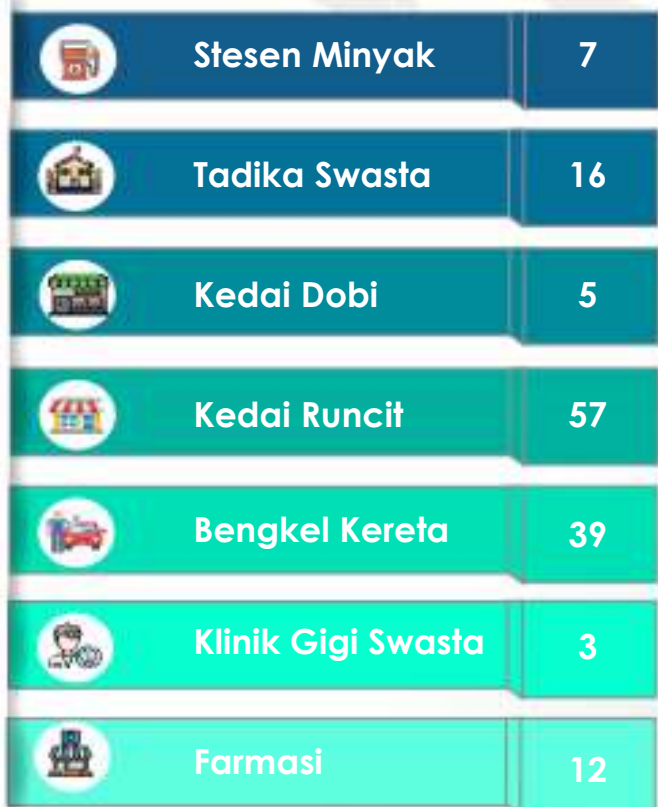 Stesen Minyak 7
Tadika Swasta 16
Kedai Dobi 5
Kedai Runcit 57
Bengkel Kereta 39
Klinik Gigi Swasta 3
Farmasi 12